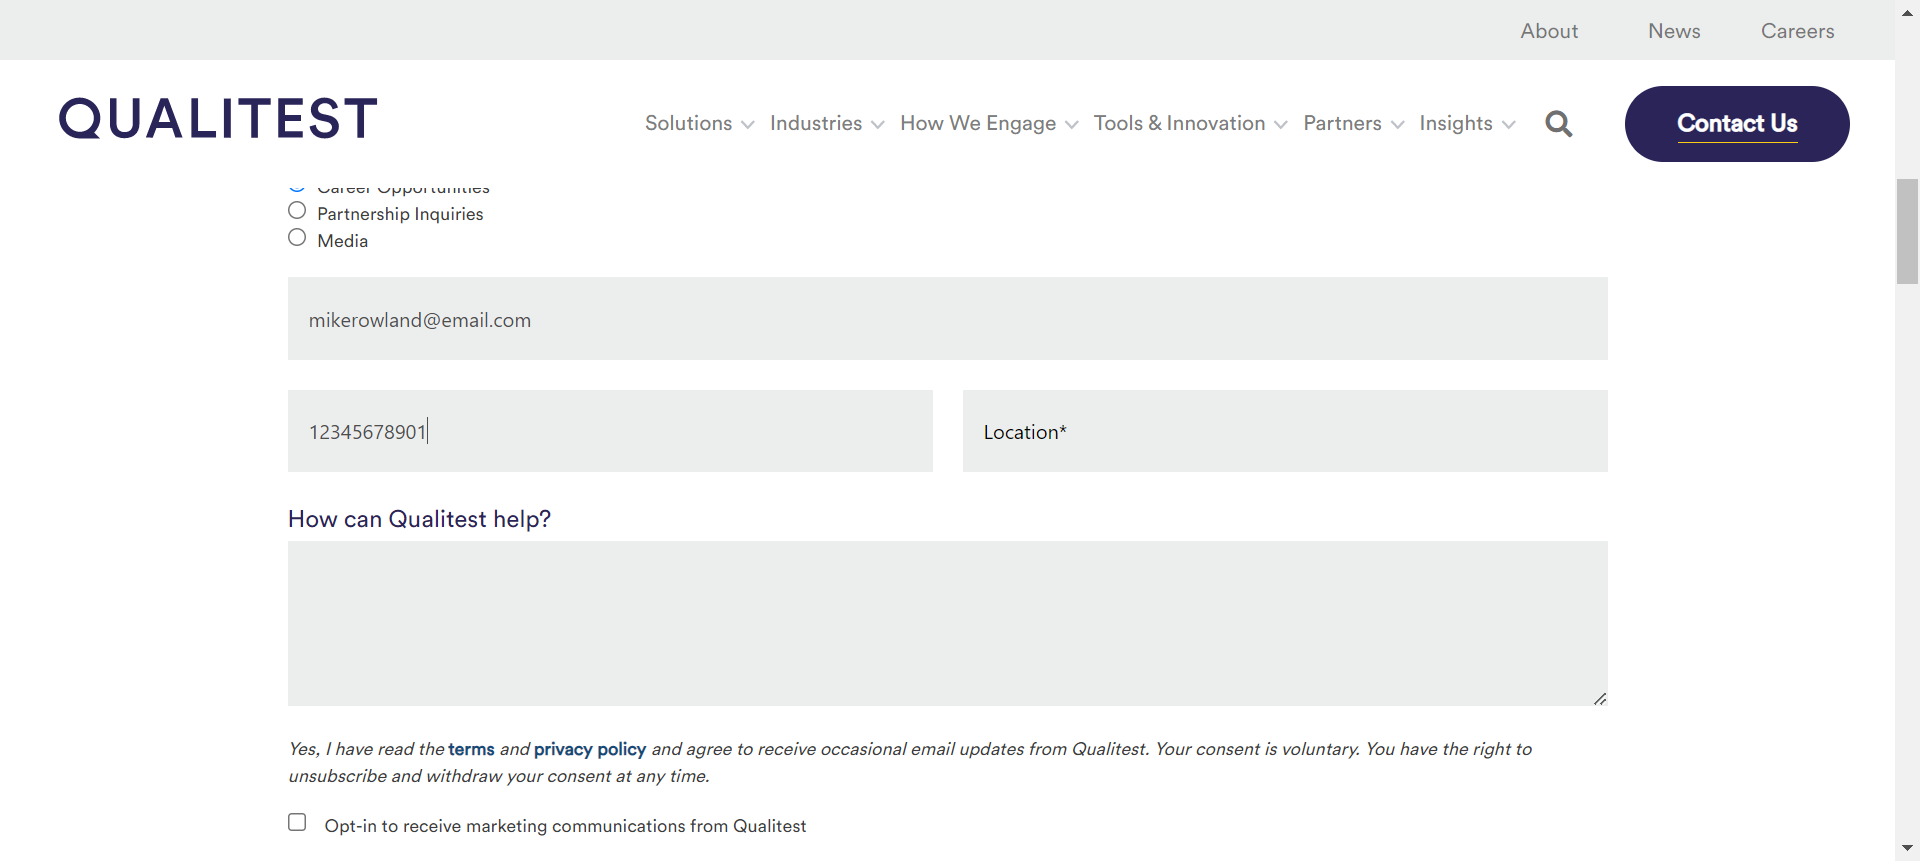 About News Careers
QUALITEST
Solutions Industries How We Engage Tools & Innovation Partners Insights Contact Us
Career Opportunities
Partnership Inquiries
Media
mikerowland@email.com
12345678901 Location*
How can Qualitest help?
Yes, I have read the terms and privacy policy and agree to receive occasional email updates from Qualitest. Your consent is voluntary. You have the right to
unsubscribe and withdraw your consent at any time.
Opt-in to receive marketing communications from Qualitest